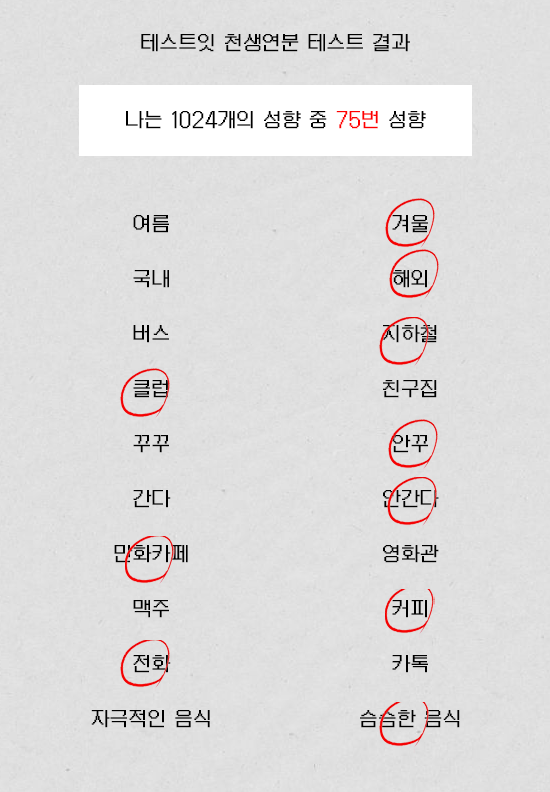 테스트잇 천생연분 테스트 결과
나는 1024개의 성향 중 75번 성향
여름 겨울
국내 해외
버스 지하철
클럽 친구집
꾸꾸 안꾸
간다 안간다
만화카페 영화관
맥주 커피
전화 카톡
자극적인 음식 슴슴한 음식